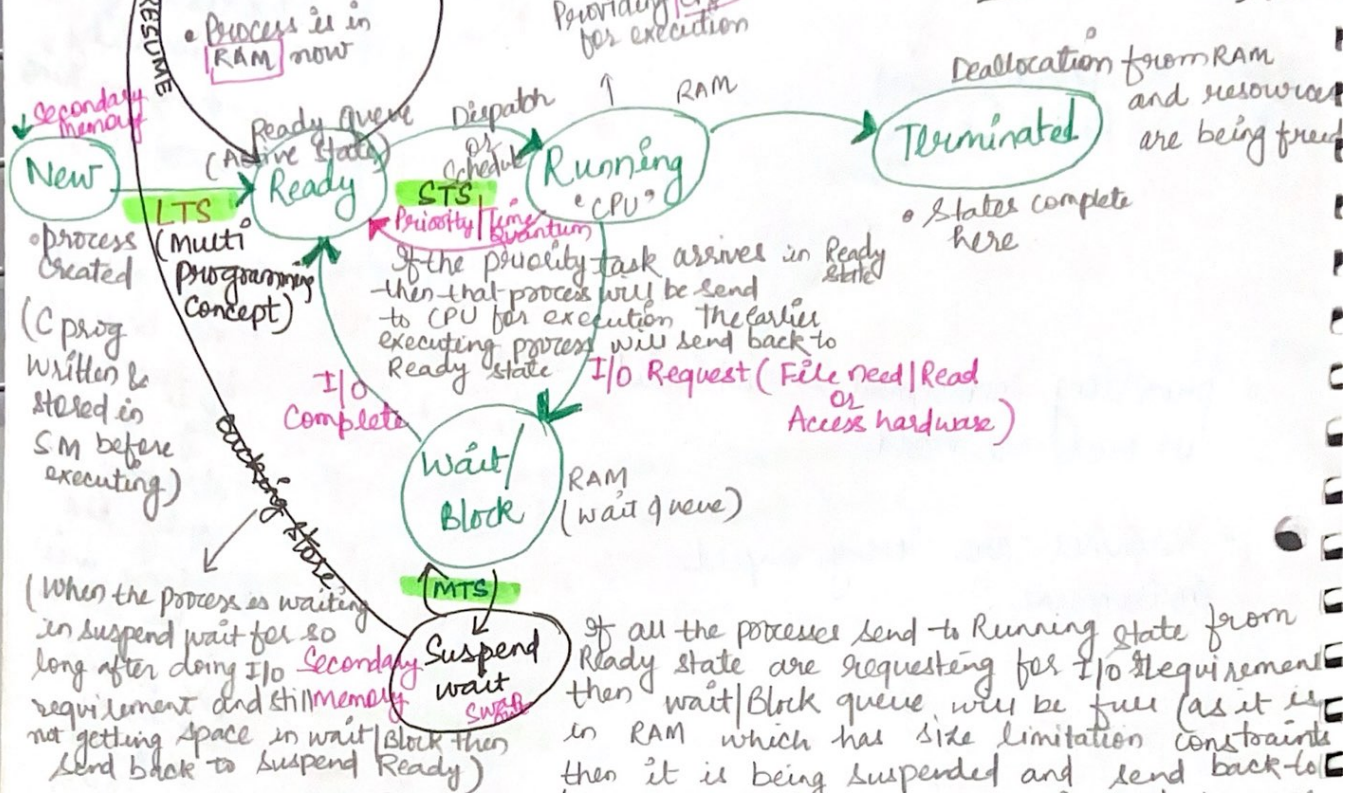 RESUME
• Process is in
RAM now
Providing
for execution
Secondary
memory
New
• process
created
(C prog
written &
stored in
SM before
executing)
LTS
(multi
programming
concept)
Ready Queue
(Active State)
Ready
Dispatch
or
Schedule
STS
Priority/Time
Quantum
Running
"CPU"
RAM
Terminated
Deallocation from RAM
and resources
are being freed
• States complete
here
If the priority task arrives in Ready
state
then that process will be send
to CPU for execution The earlier
executing process will send back to
Ready state
I/O
Complete
I/O Request (File need/Read
or
Access hardware)
Wait/
Block
RAM
(wait queue)
Backing store
MTS
Suspend
wait
Secondary
memory
(When the process is waiting
in suspend wait for so
long after doing I/O
requirement and still
not getting space in wait/Block then
send back to Suspend Ready)
If all the processes send to Running state from
Ready state are requesting for I/O requirement
then wait/Block queue will be full (as it is
in RAM which has size limitation constraints
then it is being suspended and send back to